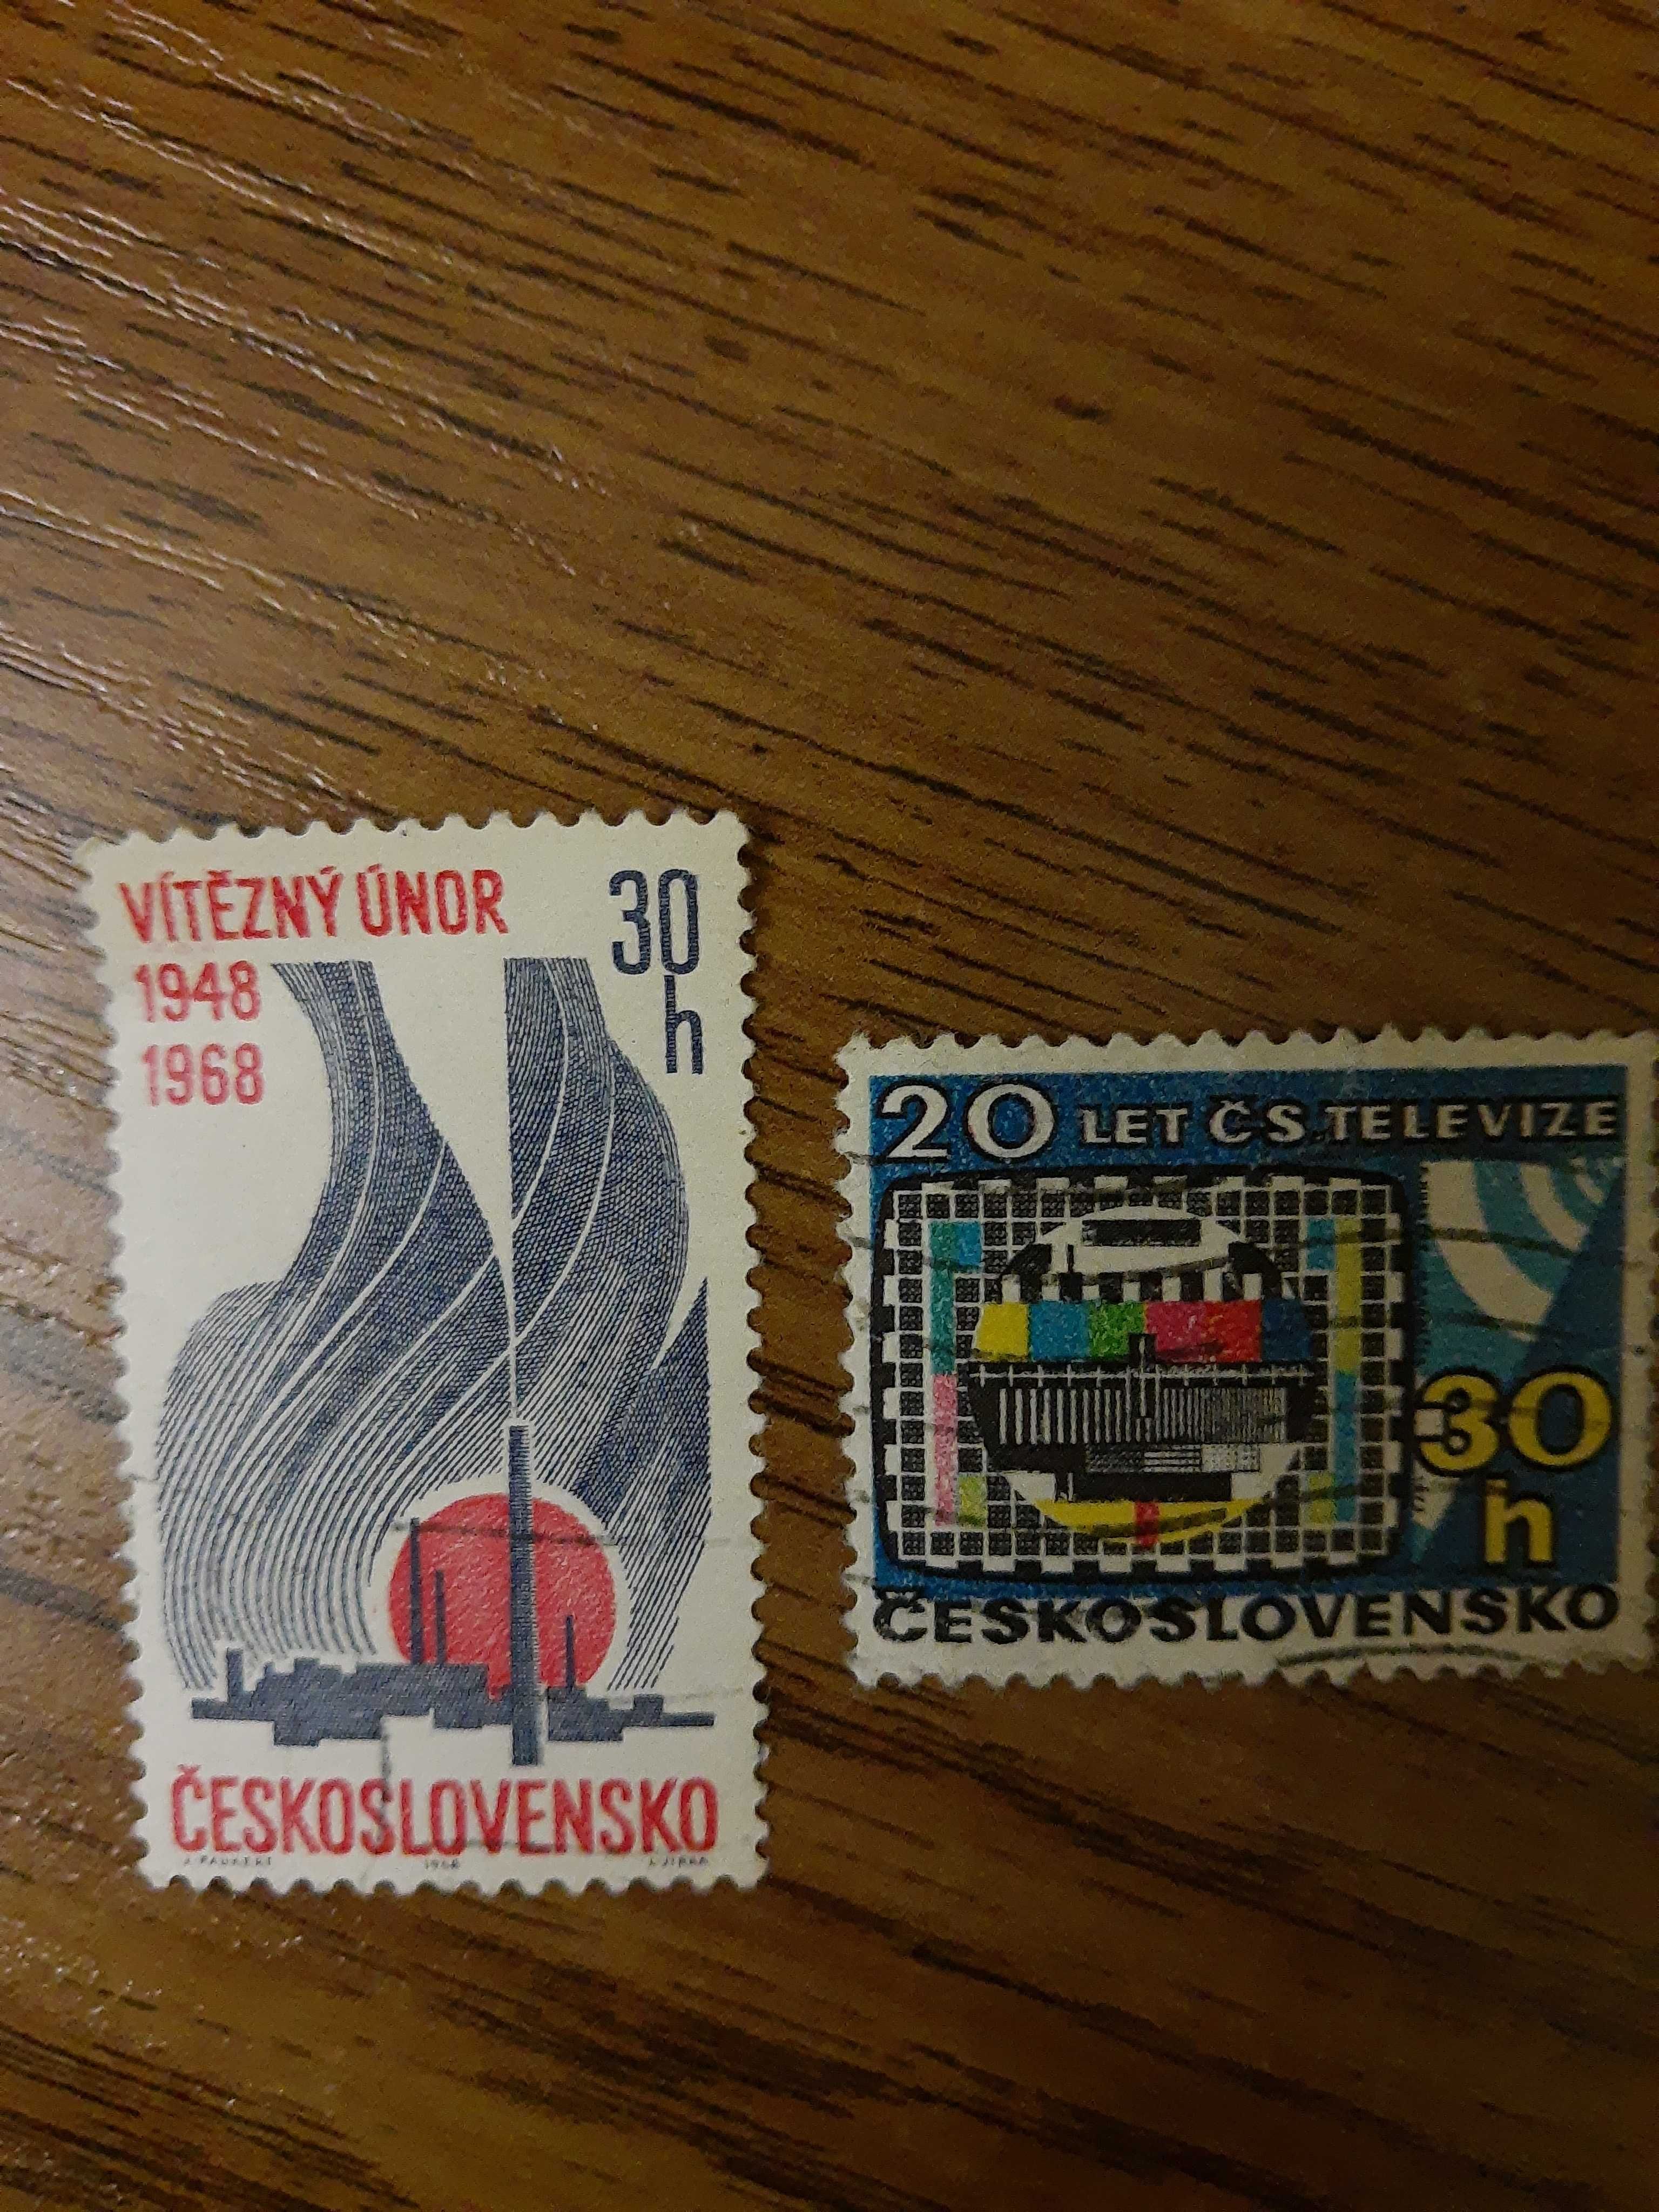 VÍTĚZNÝ ÚNOR
1948
1968
30
h
ČESKOSLOVENSKO
1968
20 LET ČS. TELEVIZE
30
h
ČESKOSLOVENSKO